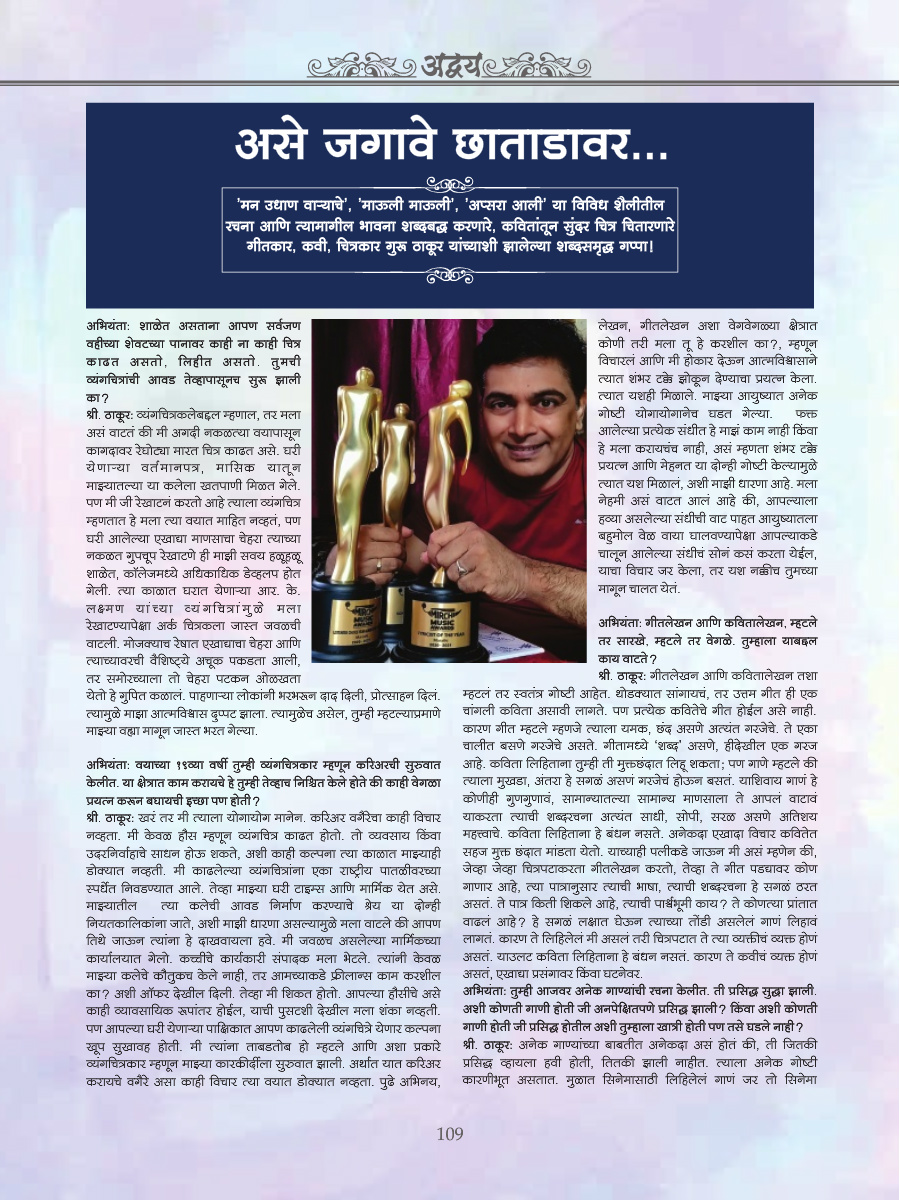 अद्वय
असे जगावे छाताडावर...
'मन उधाण वाऱ्याचे', 'माऊली माऊली', 'अप्सरा आली' या विविध शैलीतील
रचना आणि त्यामागील भावना शब्दबद्ध करणारे, कवितांतून सुंदर चित्र चितारणारे
गीतकार, कवी, चित्रकार गुरू ठाकूर यांच्याशी झालेल्या शब्दसमृद्ध गप्पा!
अभियंता: शाळेत असताना आपण सर्वजण
वहीच्या शेवटच्या पानावर काही ना काही चित्र
काढत असतो, लिहीत असतो. तुमची
व्यंगचित्रांची आवड तेव्हापासूनच सुरू झाली
का?
श्री. ठाकूर: व्यंगचित्रकलेबद्दल म्हणाल, तर मला
असं वाटतं की मी अगदी नकळत्या वयापासून
कागदावर रेघोट्या मारत चित्र काढत असे. घरी
येणाऱ्या वर्तमानपत्र, मासिक यातून
माझ्यातल्या या कलेला खतपाणी मिळत गेले.
पण मी जी रेखाटनं करतो आहे त्याला व्यंगचित्र
म्हणतात हे मला त्या वयात माहित नव्हतं, पण
घरी आलेल्या एखाद्या माणसाचा चेहरा त्याच्या
नकळत गुपचूप रेखाटणे ही माझी सवय हळूहळू
शाळेत, कॉलेजमध्ये अधिकाधिक डेव्हलप होत
गेली. त्या काळात घरात येणाऱ्या आर. के.
लक्ष्मण यांच्या व्यंगचित्रांमुळे मला
रेखाटण्यापेक्षा अर्क चित्रकला जास्त जवळची
वाटली. मोजक्याच रेषात एखाद्याचा चेहरा आणि
त्याच्यावरची वैशिष्ट्ये अचूक पकडता आली,
तर समोरच्याला तो चेहरा पटकन ओळखता
येतो हे गुपित कळालं. पाहणाऱ्या लोकांनी भरभरून दाद दिली, प्रोत्साहन दिलं.
त्यामुळे माझा आत्मविश्वास दुप्पट झाला. त्यामुळेच असेल, तुम्ही म्हटल्याप्रमाणे
माझ्या वह्या मागून जास्त भरत गेल्या.
अभियंता: वयाच्या १९व्या वर्षी तुम्ही व्यंगचित्रकार म्हणून करिअरची सुरुवात
केलीत. या क्षेत्रात काम करायचे हे तुम्ही तेव्हाच निश्चित केले होते की काही वेगळा
प्रयत्न करून बघायची इच्छा पण होती?
श्री. ठाकूर: खरं तर मी त्याला योगायोग मानेन. करिअर वगैरेचा काही विचार
नव्हता. मी केवळ हौस म्हणून व्यंगचित्र काढत होतो. तो व्यवसाय किंवा
उदरनिर्वाहाचे साधन होऊ शकते, अशी काही कल्पना त्या काळात माझ्याही
डोक्यात नव्हती. मी काढलेल्या व्यंगचित्रांना एका राष्ट्रीय पातळीवरच्या
स्पर्धेत निवडण्यात आले. तेव्हा माझ्या घरी टाइम्स आणि मार्मिक येत असे.
माझ्यातील त्या कलेची आवड निर्माण करण्याचे श्रेय या दोन्ही
नियतकालिकांना जाते, अशी माझी धारणा असल्यामुळे मला वाटले की आपण
तिथे जाऊन त्यांना हे दाखवायला हवे. मी जवळच असलेल्या मार्मिकच्या
कार्यालयात गेलो. कच्चीचे कार्यकारी संपादक मला भेटले. त्यांनी केवळ
माझ्या कलेचे कौतुकच केले नाही, तर आमच्याकडे फ्रीलान्स काम करशील
का? अशी ऑफर देखील दिली. तेव्हा मी शिकत होतो. आपल्या हौसीचे असे
काही व्यावसायिक रूपांतर होईल, याची पुसटशी देखील मला शंका नव्हती.
पण आपल्या घरी येणाऱ्या पाक्षिकात आपण काढलेली व्यंगचित्रे येणार कल्पना
खूप सुखावह होती. मी त्यांना ताबडतोब हो म्हटले आणि अशा प्रकारे
व्यंगचित्रकार म्हणून माझ्या कारकीर्दीला सुरुवात झाली. अर्थात यात करिअर
करायचे वगैरे असा काही विचार त्या वयात डोक्यात नव्हता. पुढे अभिनय,
MIRCHI
MUSIC
AWARDS
MIRCHI
MUSIC
AWARDS
LYRICIST OF THE YEAR
लेखन, गीतलेखन अशा वेगवेगळ्या क्षेत्रात
कोणी तरी मला तू हे करशील का?, म्हणून
विचारलं आणि मी होकार देऊन आत्मविश्वासाने
त्यात शंभर टक्के झोकून देण्याचा प्रयत्न केला.
त्यात यशही मिळाले. माझ्या आयुष्यात अनेक
गोष्टी योगायोगानेच घडत गेल्या. फक्त
आलेल्या प्रत्येक संधीत हे माझं काम नाही किंवा
हे मला करायचंच नाही, असं म्हणता शंभर टक्के
प्रयत्न आणि मेहनत या दोन्ही गोष्टी केल्यामुळे
त्यात यश मिळालं, अशी माझी धारणा आहे. मला
नेहमी असं वाटत आलं आहे की, आपल्याला
हव्या असलेल्या संधीची वाट पाहत आयुष्यातला
बहुमोल वेळ वाया घालवण्यापेक्षा आपल्याकडे
चालून आलेल्या संधीचं सोनं कसं करता येईल,
याचा विचार जर केला, तर यश नक्कीच तुमच्या
मागून चालत येतं.
अभियंता: गीतलेखन आणि कवितालेखन, म्हटले
तर सारखे, म्हटले तर वेगळे. तुम्हाला याबद्दल
काय वाटते?
श्री. ठाकूर: गीतलेखन आणि कवितालेखन तशा
म्हटलं तर स्वतंत्र गोष्टी आहेत. थोडक्यात सांगायचं, तर उत्तम गीत ही एक
चांगली कविता असावी लागते. पण प्रत्येक कवितेचे गीत होईल असे नाही.
कारण गीत म्हटले म्हणजे त्याला यमक, छंद असणे अत्यंत गरजेचे. ते एका
चालीत बसणे गरजेचे असते. गीतामध्ये 'शब्द' असणे, हीदेखील एक गरज
आहे. कविता लिहिताना तुम्ही ती मुक्तछंदात लिहू शकता; पण गाणे म्हटले की
त्याला मुखडा, अंतरा हे सगळं असणं गरजेचं होऊन बसतं. याशिवाय गाणं हे
कोणीही गुणगुणावं, सामान्यातल्या सामान्य माणसाला ते आपलं वाटावं
याकरता त्याची शब्दरचना अत्यंत साधी, सोपी, सरळ असणे अतिशय
महत्त्वाचे. कविता लिहिताना हे बंधन नसते. अनेकदा एखादा विचार कवितेत
सहज मुक्त छंदात मांडता येतो. याच्याही पलीकडे जाऊन मी असं म्हणेन की,
जेव्हा जेव्हा चित्रपटाकरता गीतलेखन करतो, तेव्हा ते गीत पडद्यावर कोण
गाणार आहे, त्या पात्रानुसार त्याची भाषा, त्याची शब्दरचना हे सगळं ठरत
असतं. ते पात्र किती शिकले आहे, त्याची पार्श्वभूमी काय? ते कोणत्या प्रांतात
वाढलं आहे? हे सगळं लक्षात घेऊन त्याच्या तोंडी असलेलं गाणं लिहावं
लागतं. कारण ते लिहिलेलं मी असलं तरी चित्रपटात ते त्या व्यक्तीचं व्यक्त होणं
असतं. याउलट कविता लिहिताना हे बंधन नसतं. कारण ते कवीचं व्यक्त होणं
असतं, एखाद्या प्रसंगावर किंवा घटनेवर.
अभियंता: तुम्ही आजवर अनेक गाण्यांची रचना केलीत. ती प्रसिद्ध सुद्धा झाली.
अशी कोणती गाणी होती जी अनपेक्षितपणे प्रसिद्ध झाली? किंवा अशी कोणती
गाणी होती जी प्रसिद्ध होतील अशी तुम्हाला खात्री होती पण तसे घडले नाही?
श्री. ठाकूर: अनेक गाण्यांच्या बाबतीत अनेकदा असं होतं की, ती जितकी
प्रसिद्ध व्हायला हवी होती, तितकी झाली नाहीत. त्याला अनेक गोष्टी
कारणीभूत असतात. मुळात सिनेमासाठी लिहिलेलं गाणं जर तो सिनेमा
109